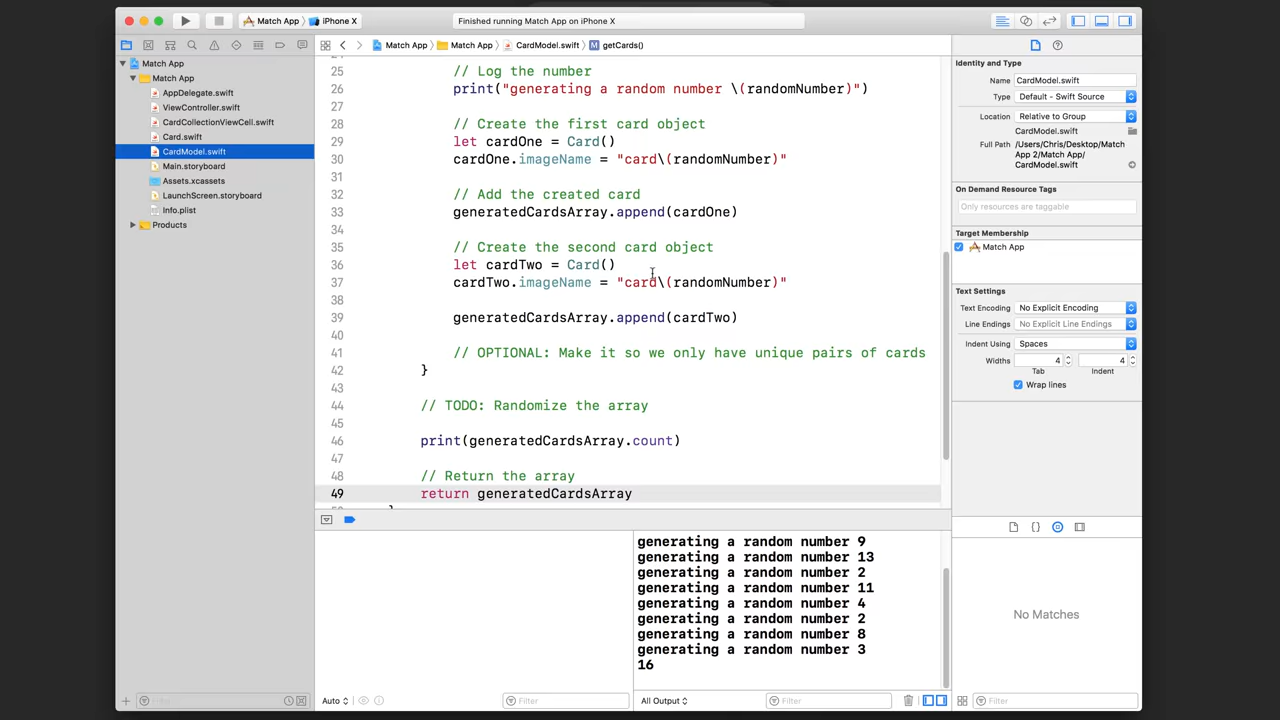 Match App
iPhone X
Finished running Match App on iPhone X
Match App
Match App
CardModel.swift
getCards()
Match App
Match App
AppDelegate.swift
ViewController.swift
CardCollectionViewCell.swift
Card.swift
CardModel.swift
Main.storyboard
Assets.xcassets
LaunchScreen.storyboard
Info.plist
Products
25 // Log the number
26 print("generating a random number \(randomNumber)")
27
28 // Create the first card object
29 let cardOne = Card()
30 cardOne.imageName = "card\(randomNumber)"
31
32 // Add the created card
33 generatedCardsArray.append(cardOne)
34
35 // Create the second card object
36 let cardTwo = Card()
37 cardTwo.imageName = "card\(randomNumber)"
38
39 generatedCardsArray.append(cardTwo)
40
41 // OPTIONAL: Make it so we only have unique pairs of cards
42 }
43
44 // TODO: Randomize the array
45
46 print(generatedCardsArray.count)
47
48 // Return the array
49 return generatedCardsArray
generating a random number 9
generating a random number 13
generating a random number 2
generating a random number 11
generating a random number 4
generating a random number 2
generating a random number 8
generating a random number 3
16
Auto
Filter
All Output
Filter
Identity and Type
Name CardModel.swift
Type Default - Swift Source
Location Relative to Group
CardModel.swift
Full Path /Users/Chris/Desktop/Match
App 2/Match App/
CardModel.swift
On Demand Resource Tags
Only resources are taggable
Target Membership
Match App
Text Settings
Text Encoding No Explicit Encoding
Line Endings No Explicit Line Endings
Indent Using Spaces
Widths 4 4
Tab Indent
Wrap lines
No Matches
Filter